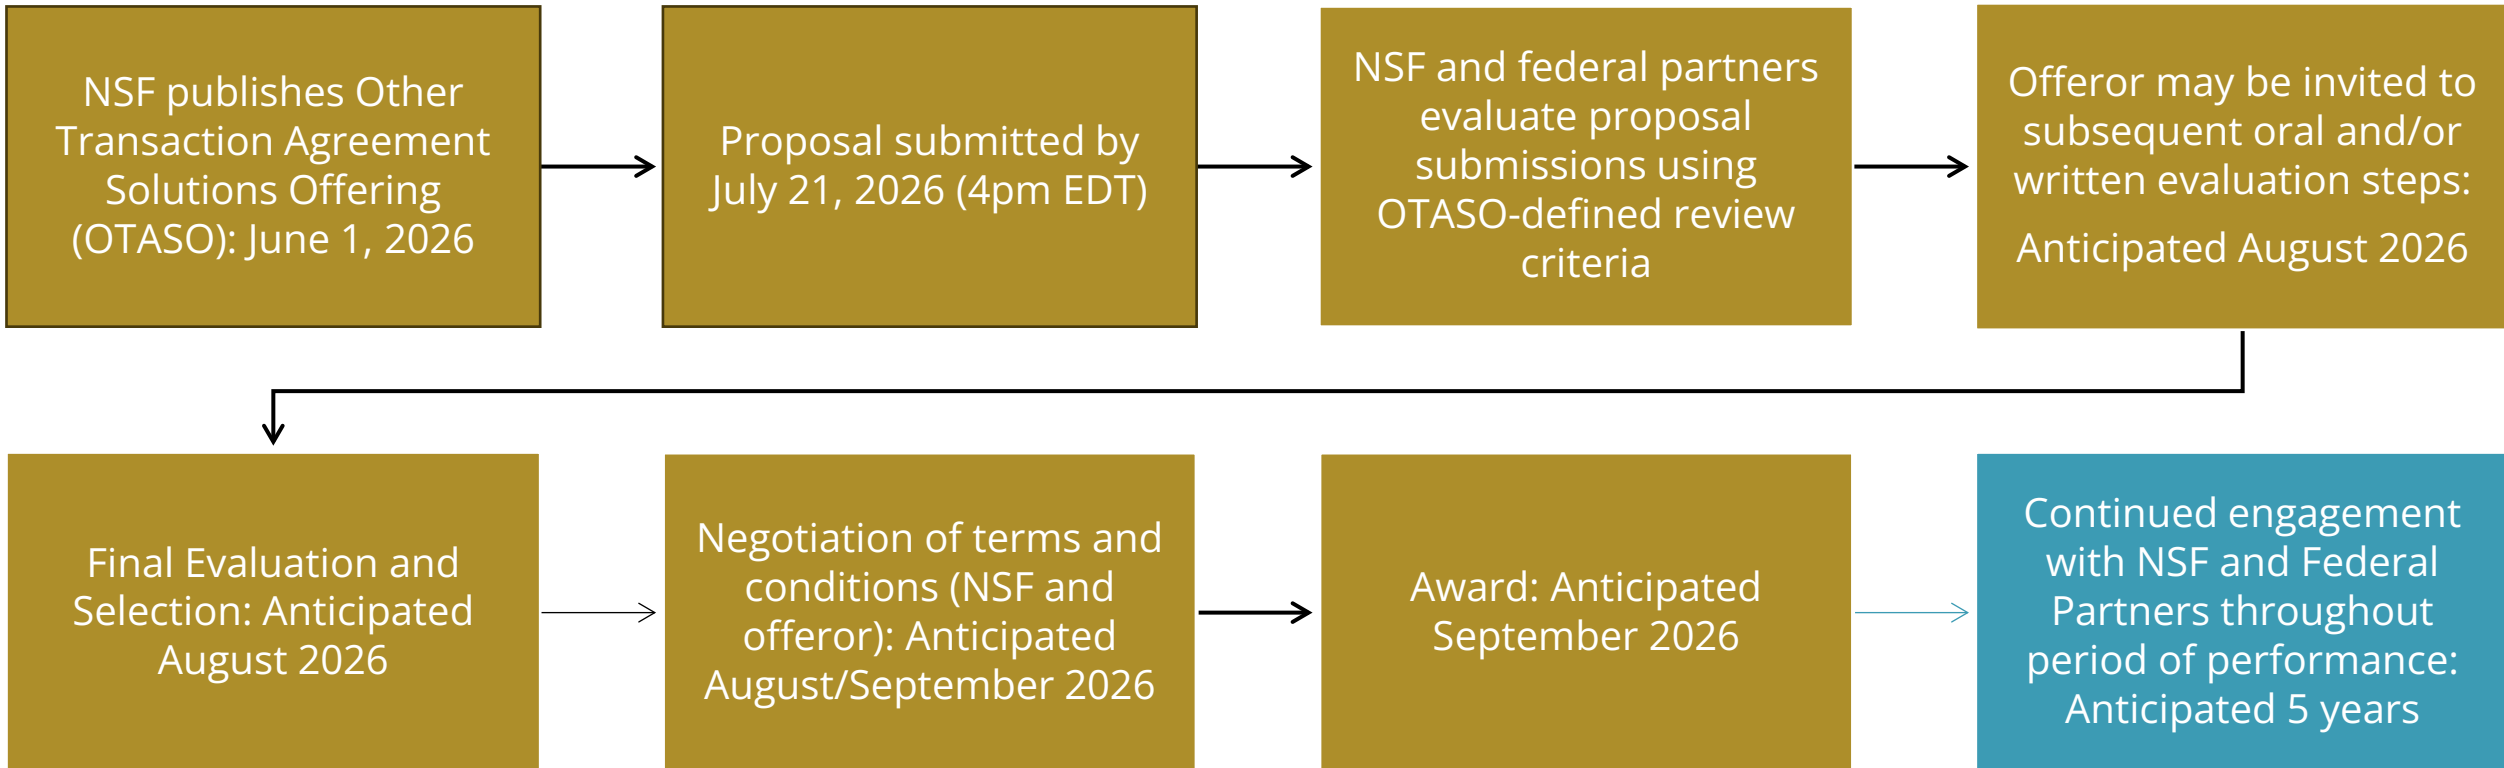 NSF publishes Other
Transaction Agreement
Solutions Offering
(OTASO): June 1, 2026
Proposal submitted by
July 21, 2026 (4pm EDT)
NSF and federal partners
evaluate proposal
submissions using
OTASO-defined review
criteria
Offeror may be invited to
subsequent oral and/or
written evaluation steps:
Anticipated August 2026
Final Evaluation and
Selection: Anticipated
August 2026
Negotiation of terms and
conditions (NSF and
offeror): Anticipated
August/September 2026
Award: Anticipated
September 2026
Continued engagement
with NSF and Federal
Partners throughout
period of performance:
Anticipated 5 years